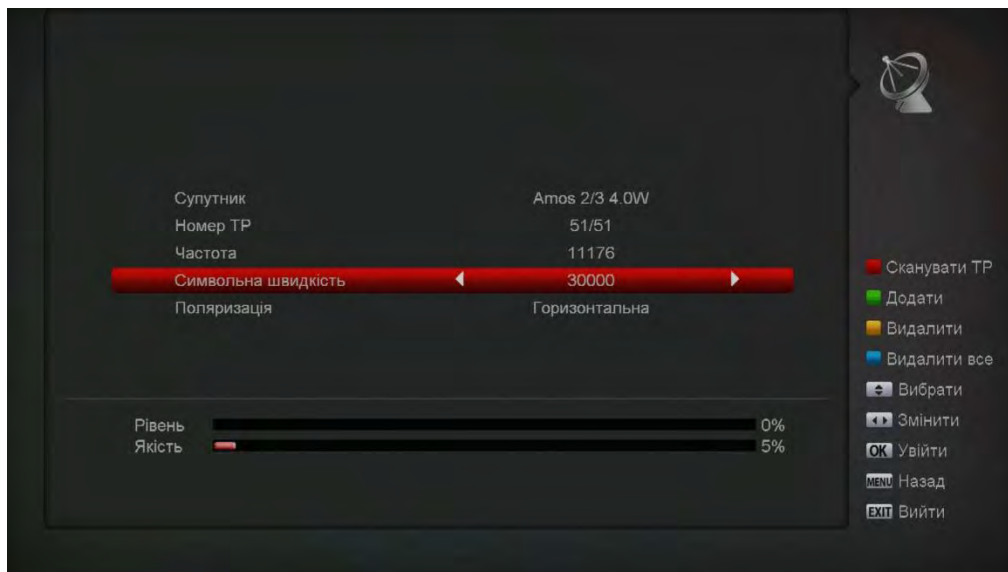 Супутник Amos 2/3 4.0W
Номер TP 51/51
Частота 11176
Символьна швидкість 30000
Поляризація Горизонтальна
Рівень 0%
Якість 5%
Сканувати ТР
Додати
Видалити
Видалити все
Вибрати
Змінити
OK Увійти
MENU Назад
EXIT Вийти